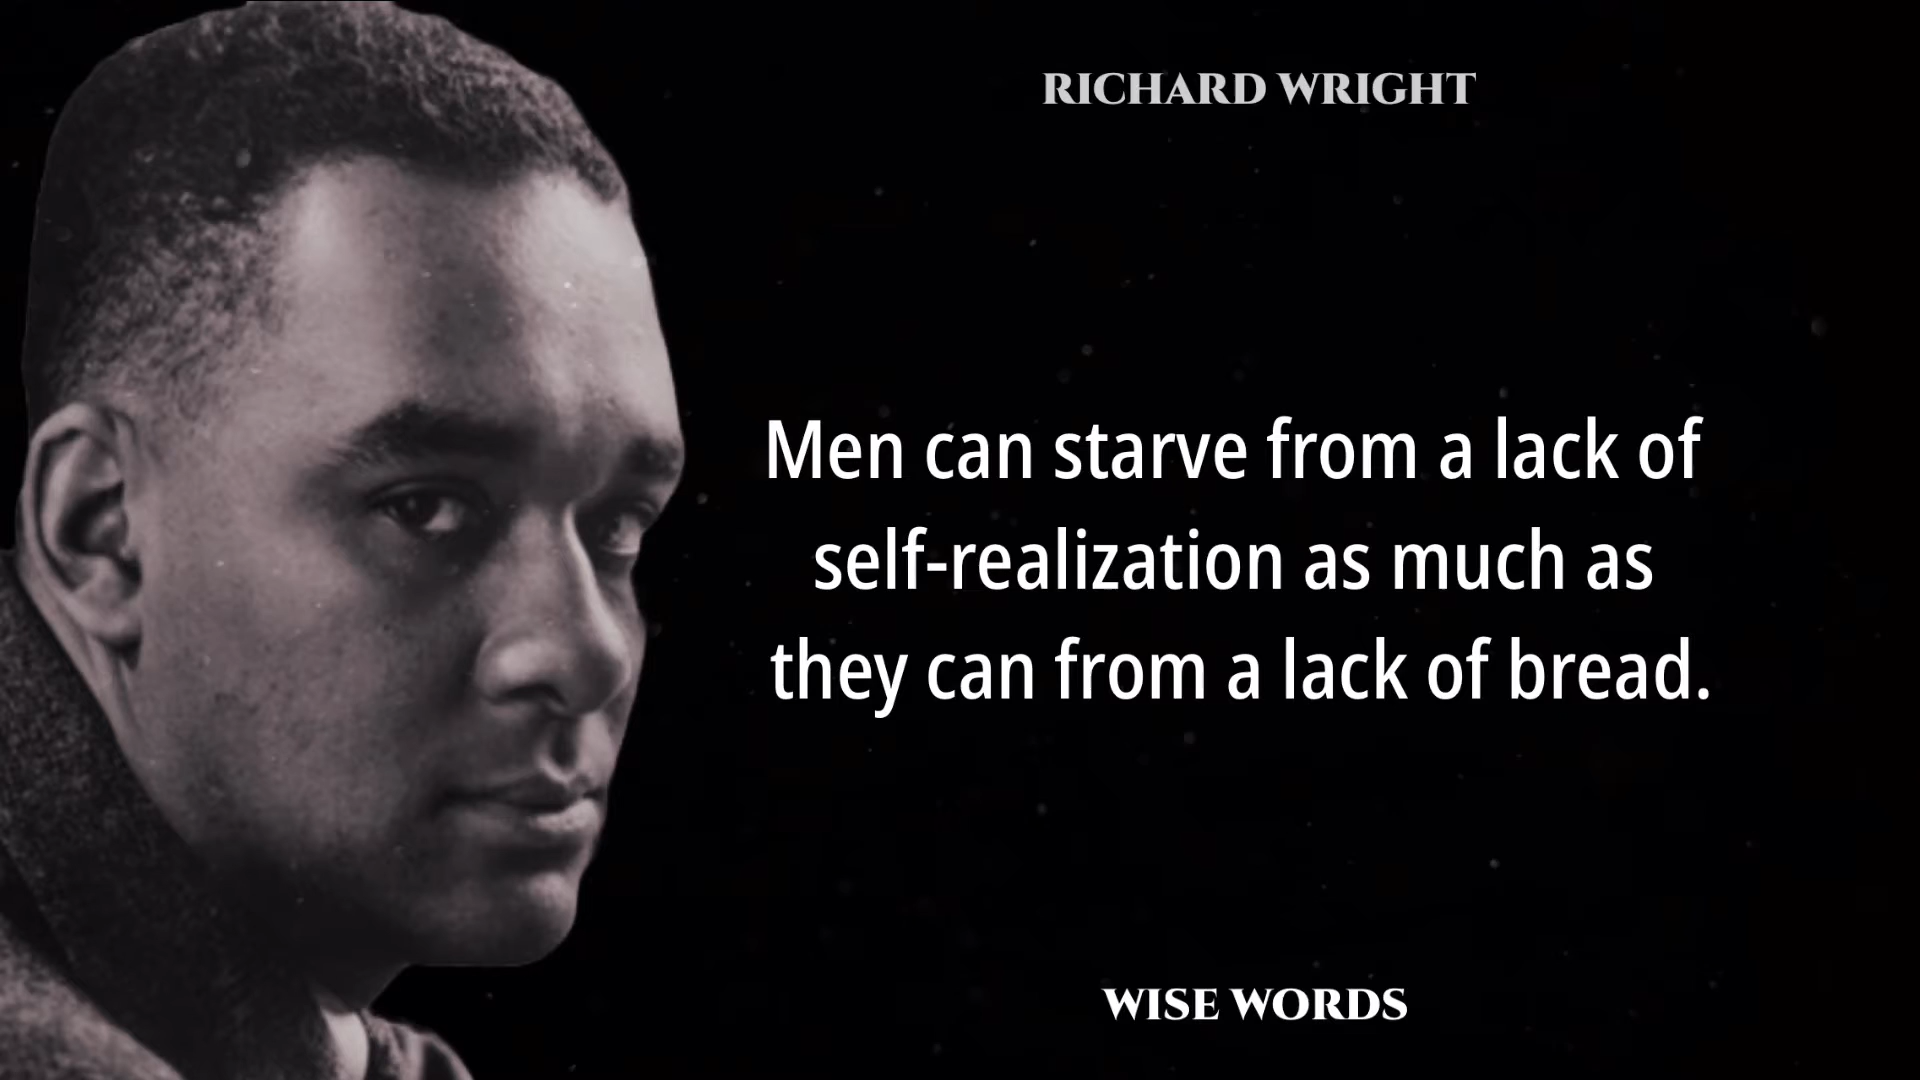 RICHARD WRIGHT
Men can starve from a lack of
self-realization as much as
they can from a lack of bread.
WISE WORDS